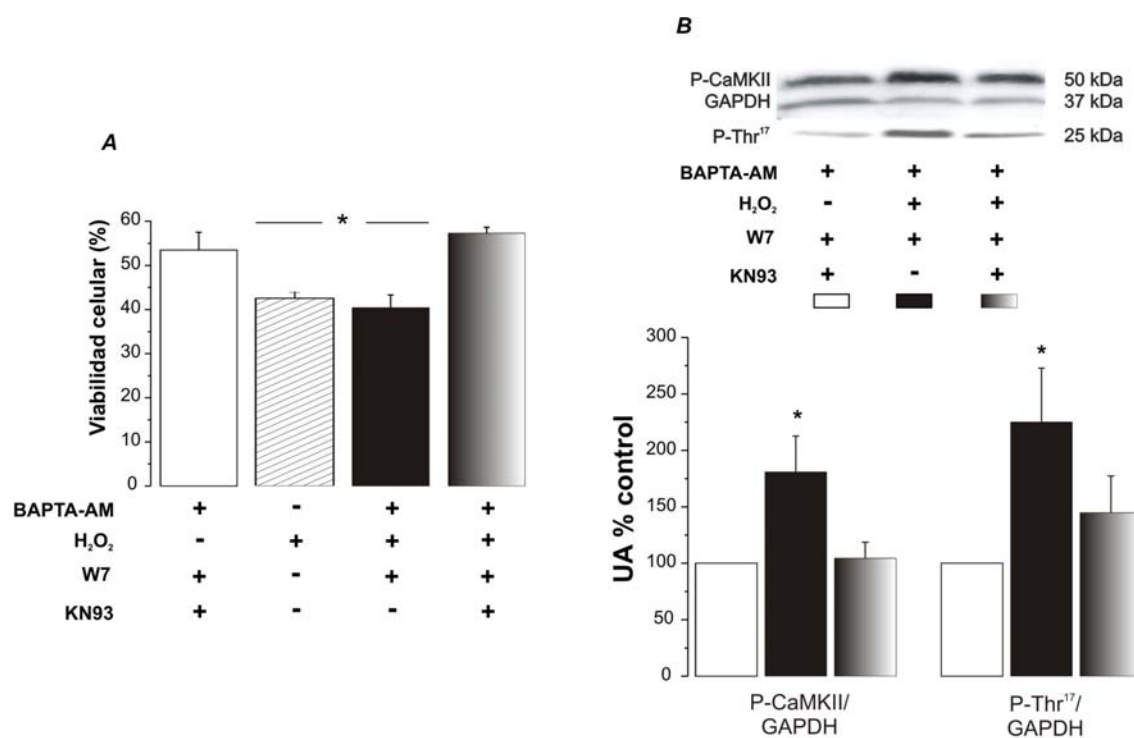 A
Viabilidad celular (%)
60
50
40
30
20
10
0
*
BAPTA-AM + - + +
H₂O₂ - + + +
W7 + - + +
KN93 + - - +
B
P-CaMKII 50 kDa
GAPDH 37 kDa
P-Thr¹⁷ 25 kDa
BAPTA-AM + + +
H₂O₂ - + +
W7 + + +
KN93 + - +
UA % control
300
250
200
150
100
50
0
*
*
P-CaMKII/
GAPDH
P-Thr¹⁷/
GAPDH